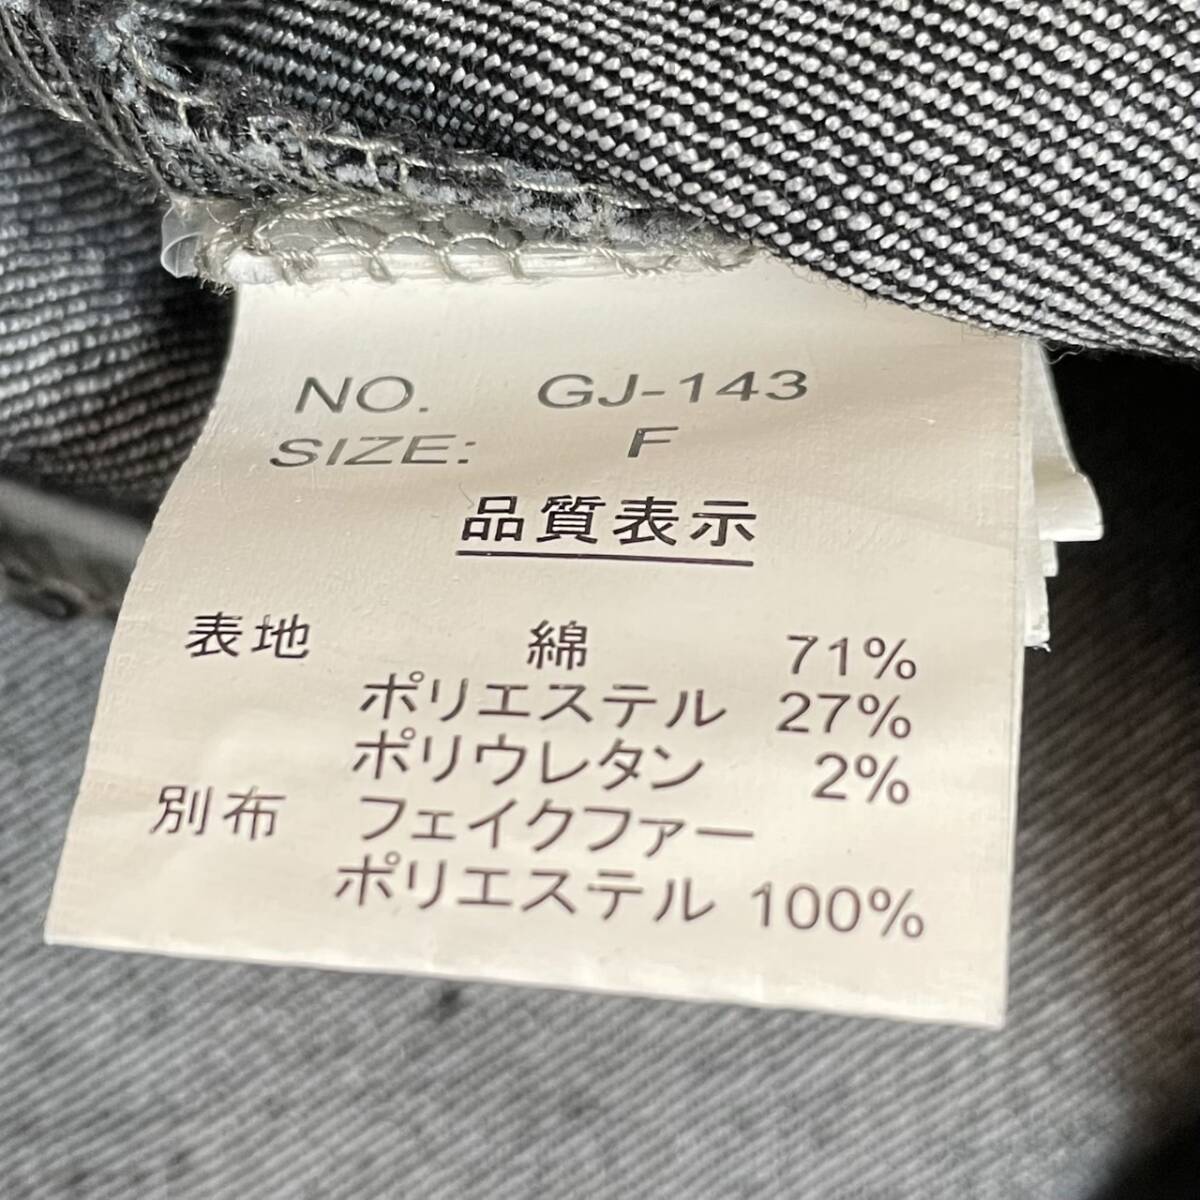 NO. GJ-143
SIZE: F
品質表示
表地 綿 71%
ポリエステル 27%
ポリウレタン 2%
別布 フェイクファー
ポリエステル 100%